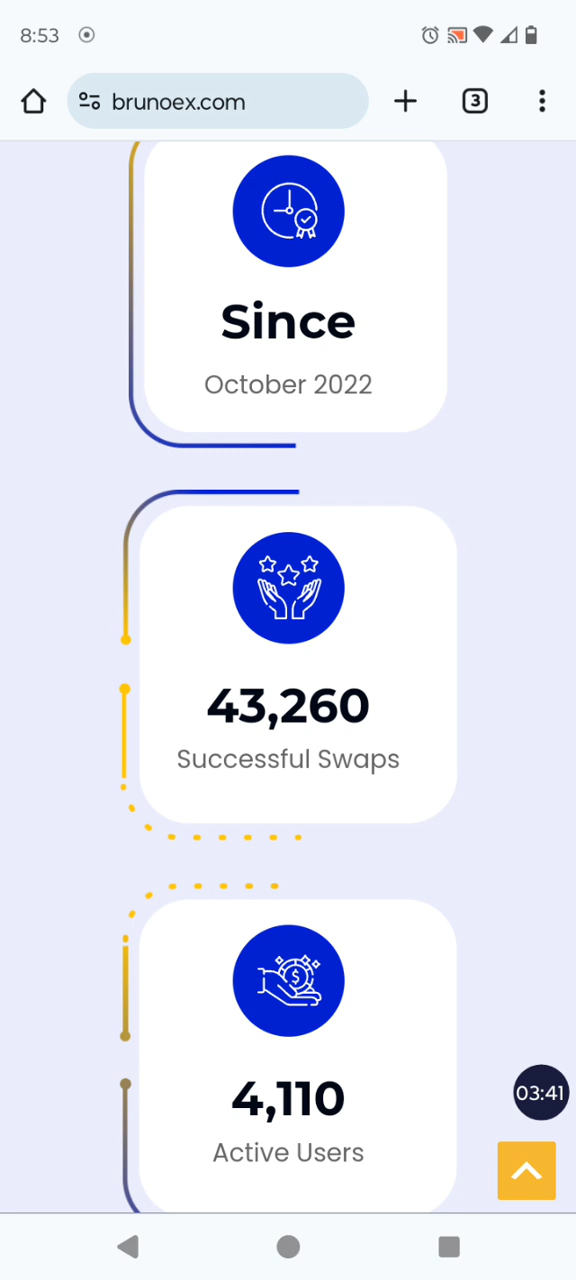 8:53
brunoex.com
3
Since
October 2022
43,260
Successful Swaps
$
4,110
Active Users
03:41